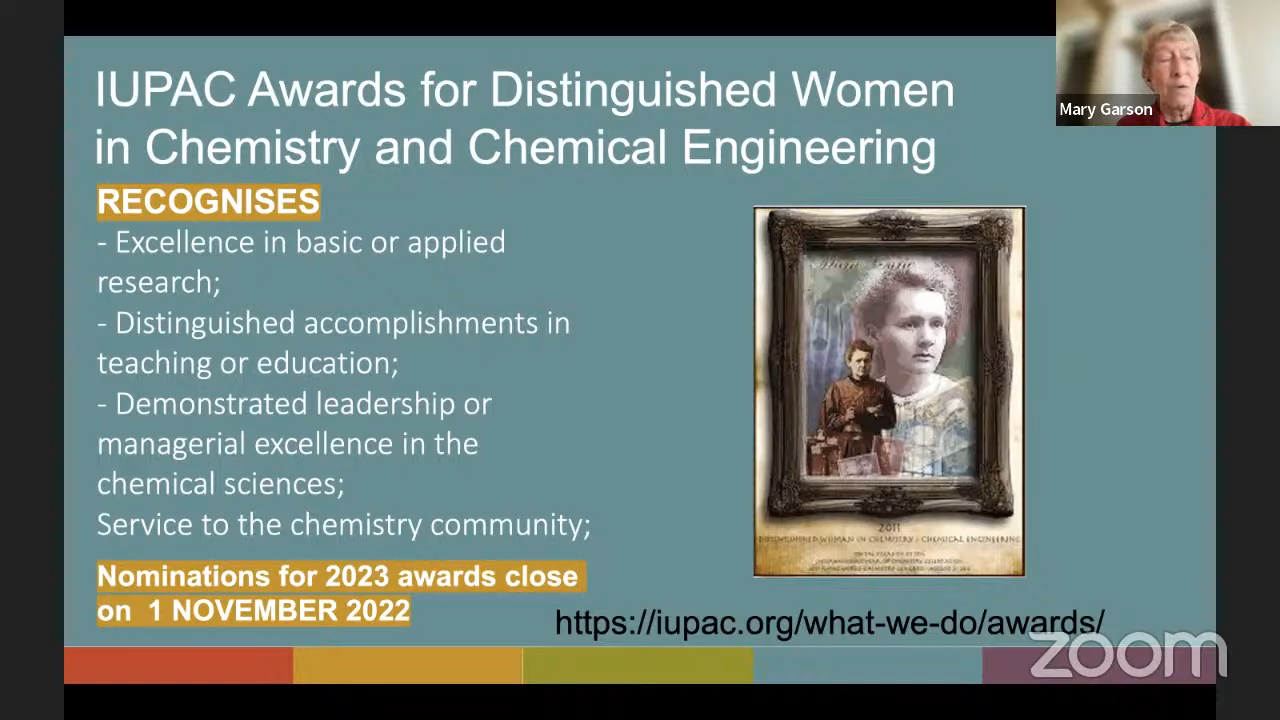 IUPAC Awards for Distinguished Women
in Chemistry and Chemical Engineering
Mary Garson
RECOGNISES
- Excellence in basic or applied
research;
- Distinguished accomplishments in
teaching or education;
- Demonstrated leadership or
managerial excellence in the
chemical sciences;
Service to the chemistry community;
Nominations for 2023 awards close
on 1 NOVEMBER 2022
2011
DISTINGUISHED WOMAN IN CHEMISTRY - CHEMICAL ENGINEERING
https://iupac.org/what-we-do/awards/
zoom